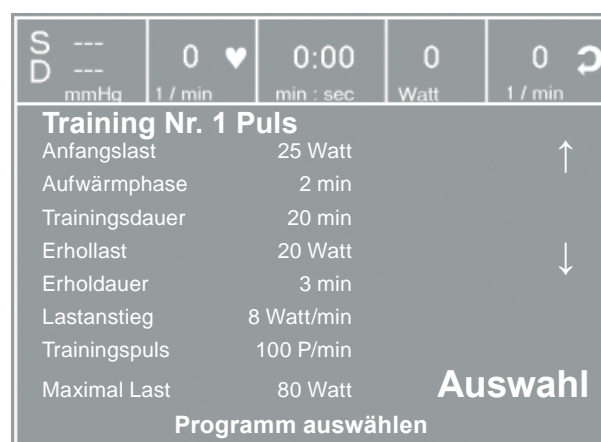 S --- 0 ♥ 0:00 0 0
D ---
mmHg 1 / min min : sec Watt 1 / min
Training Nr. 1 Puls
Anfangslast 25 Watt ↑
Aufwärmphase 2 min
Trainingsdauer 20 min
Erhollast 20 Watt ↓
Erholdauer 3 min
Lastanstieg 8 Watt/min
Trainingspuls 100 P/min
Maximal Last 80 Watt Auswahl
Programm auswählen